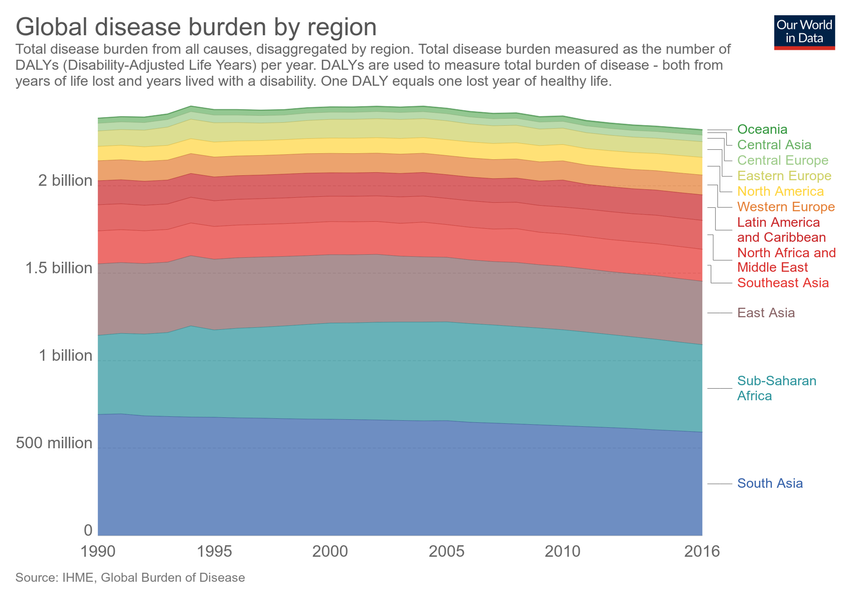 Global disease burden by region
Our World
in Data
Total disease burden from all causes, disaggregated by region. Total disease burden measured as the number of
DALYs (Disability-Adjusted Life Years) per year. DALYs are used to measure total burden of disease - both from
years of life lost and years lived with a disability. One DALY equals one lost year of healthy life.
2 billion
1.5 billion
1 billion
500 million
0
Oceania
Central Asia
Central Europe
Eastern Europe
North America
Western Europe
Latin America
and Caribbean
North Africa and
Middle East
Southeast Asia
East Asia
Sub-Saharan
Africa
South Asia
1990
1995
2000
2005
2010
2016
Source: IHME, Global Burden of Disease